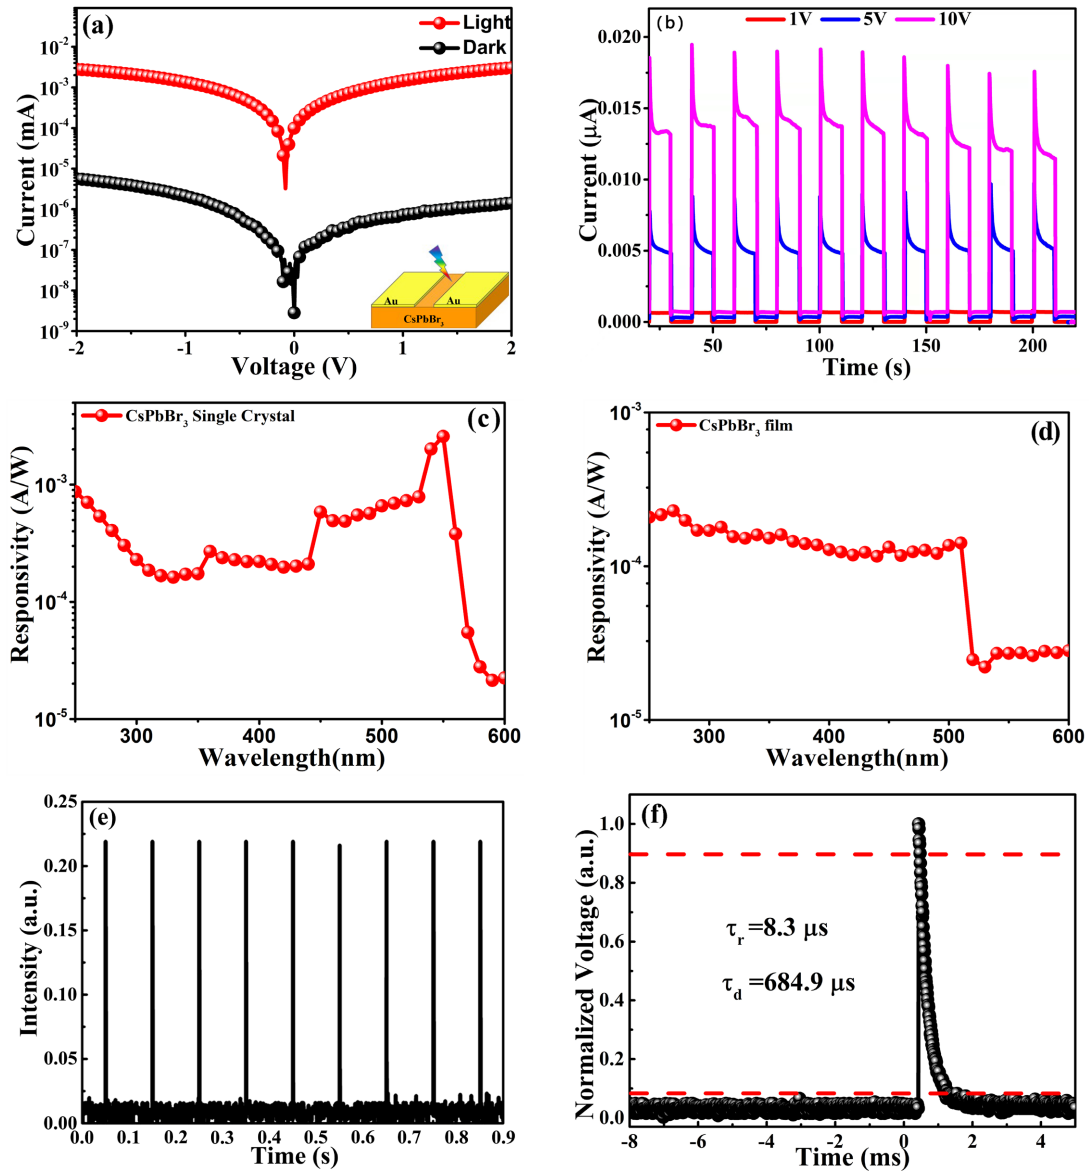 (a)
Light
Dark
Current (mA)
10⁻²
10⁻³
10⁻⁴
10⁻⁵
10⁻⁶
10⁻⁷
10⁻⁸
10⁻⁹
Au
Au
CsPbBr₃
-2
-1
0
1
2
Voltage (V)
(b)
1V
5V
10V
Current (μA)
0.020
0.015
0.010
0.005
0.000
50
100
150
200
Time (s)
CsPbBr₃ Single Crystal
(c)
Responsivity (A/W)
10⁻³
10⁻⁴
10⁻⁵
300
400
500
600
Wavelength(nm)
CsPbBr₃ film
(d)
Responsivity (A/W)
10⁻³
10⁻⁴
10⁻⁵
300
400
500
600
Wavelength(nm)
(e)
Intensity (a.u.)
0.25
0.20
0.15
0.10
0.05
0.00
0.0
0.1
0.2
0.3
0.4
0.5
0.6
0.7
0.8
0.9
Time (s)
(f)
Normalized Voltage (a.u.)
1.0
0.8
0.6
0.4
0.2
0.0
τr =8.3 μs
τd =684.9 μs
-8
-6
-4
-2
0
2
4
Time (ms)